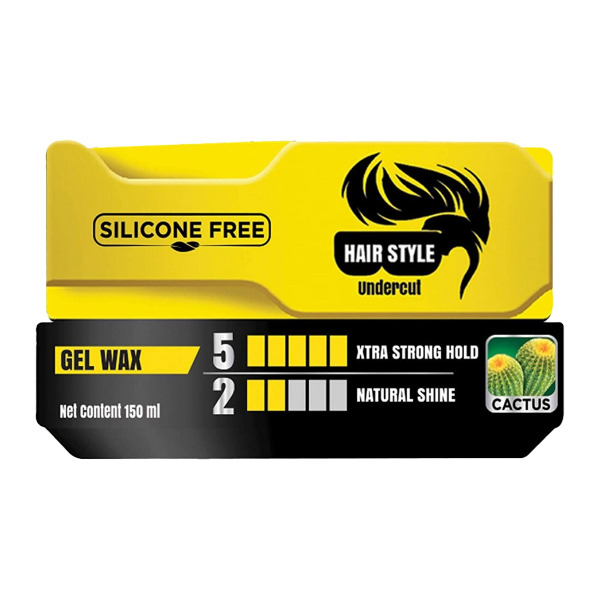 SILICONE FREE
HAIR STYLE
Undercut
GEL WAX
5 XTRA STRONG HOLD
2 NATURAL SHINE
Net Content 150 ml
CACTUS